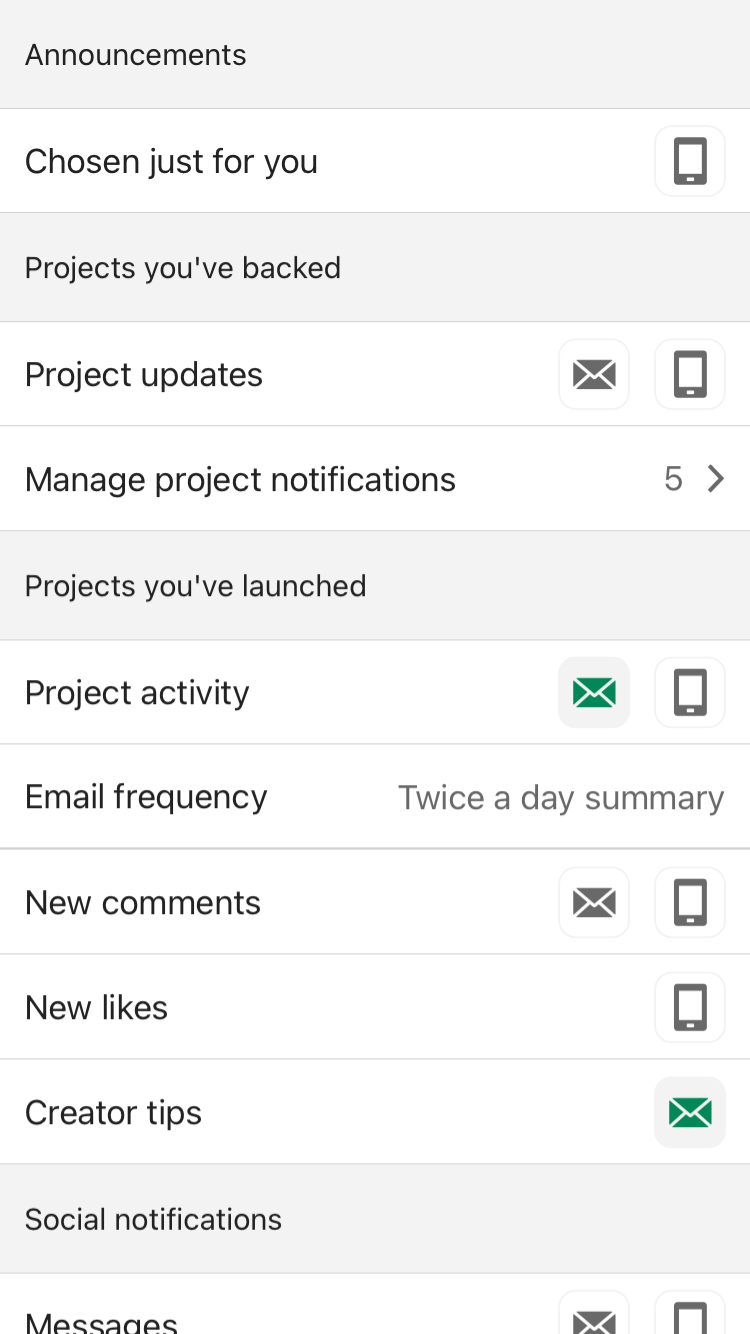 Announcements
Chosen just for you
Projects you've backed
Project updates
Manage project notifications 5
Projects you've launched
Project activity
Email frequency Twice a day summary
New comments
New likes
Creator tips
Social notifications
Messages